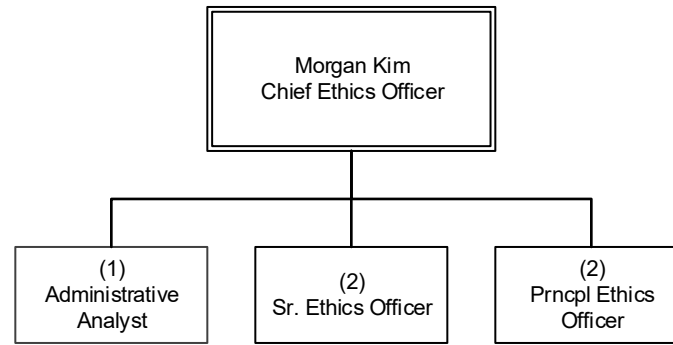 Morgan Kim
Chief Ethics Officer
(1)
Administrative
Analyst
(2)
Sr. Ethics Officer
(2)
Prncpl Ethics
Officer